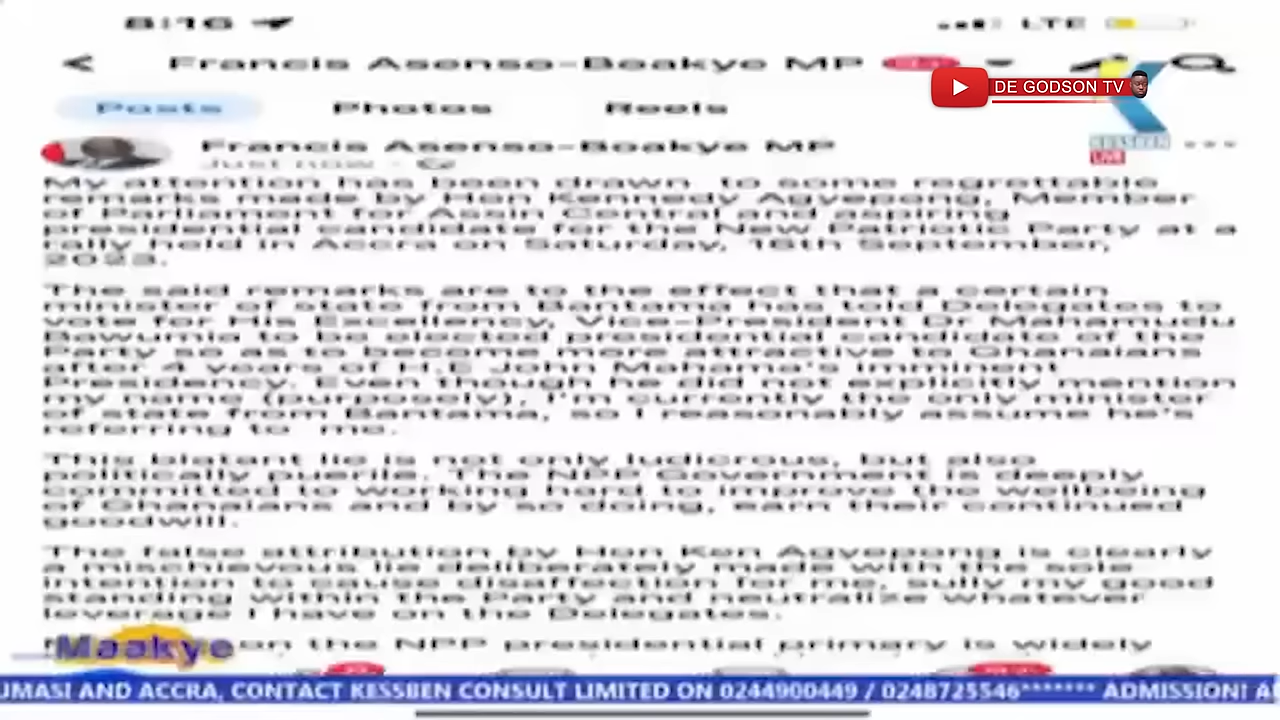 8:16
LTE
Francis Asenso-Boakye MP
DE GODSON TV
Posts
Photos
Reels
KESSBEN
LIVE
Francis Asenso-Boakye MP
Just now
My attention has been drawn to some regrettable
remarks made by Hon Kennedy Agyepong, Member
of Parliament for Assin Central and aspiring
presidential candidate for the New Patriotic Party at a
rally held in Accra on Saturday, 16th September,
2023.
The said remarks are to the effect that a certain
minister of state from Bantama has told Delegates to
vote for His Excellency, Vice-President Dr Mahamudu
Bawumia to be elected presidential candidate of the
Party so as to become more attractive to Ghanaians
after 4 years of H.E John Mahama's imminent
Presidency. Even though he did not explicitly mention
my name (purposely), I'm currently the only minister
of state from Bantama, so I reasonably assume he's
referring to me.
This blatant lie is not only ludicrous, but also
politically puerile. The NPP Government is deeply
committed to working hard to improve the wellbeing
of Ghanaians and by so doing, earn their continued
goodwill.
The false attribution by Hon Ken Agyepong is clearly
a mischievous lie deliberately made with the sole
intention to cause disaffection for me, sully my good
standing within the Party and neutralize whatever
leverage I have on the Delegates.
on the NPP presidential primary is widely
Maakye
UMASI AND ACCRA, CONTACT KESSBEN CONSULT LIMITED ON 0244900449 / 0248725546******* ADMISSION!